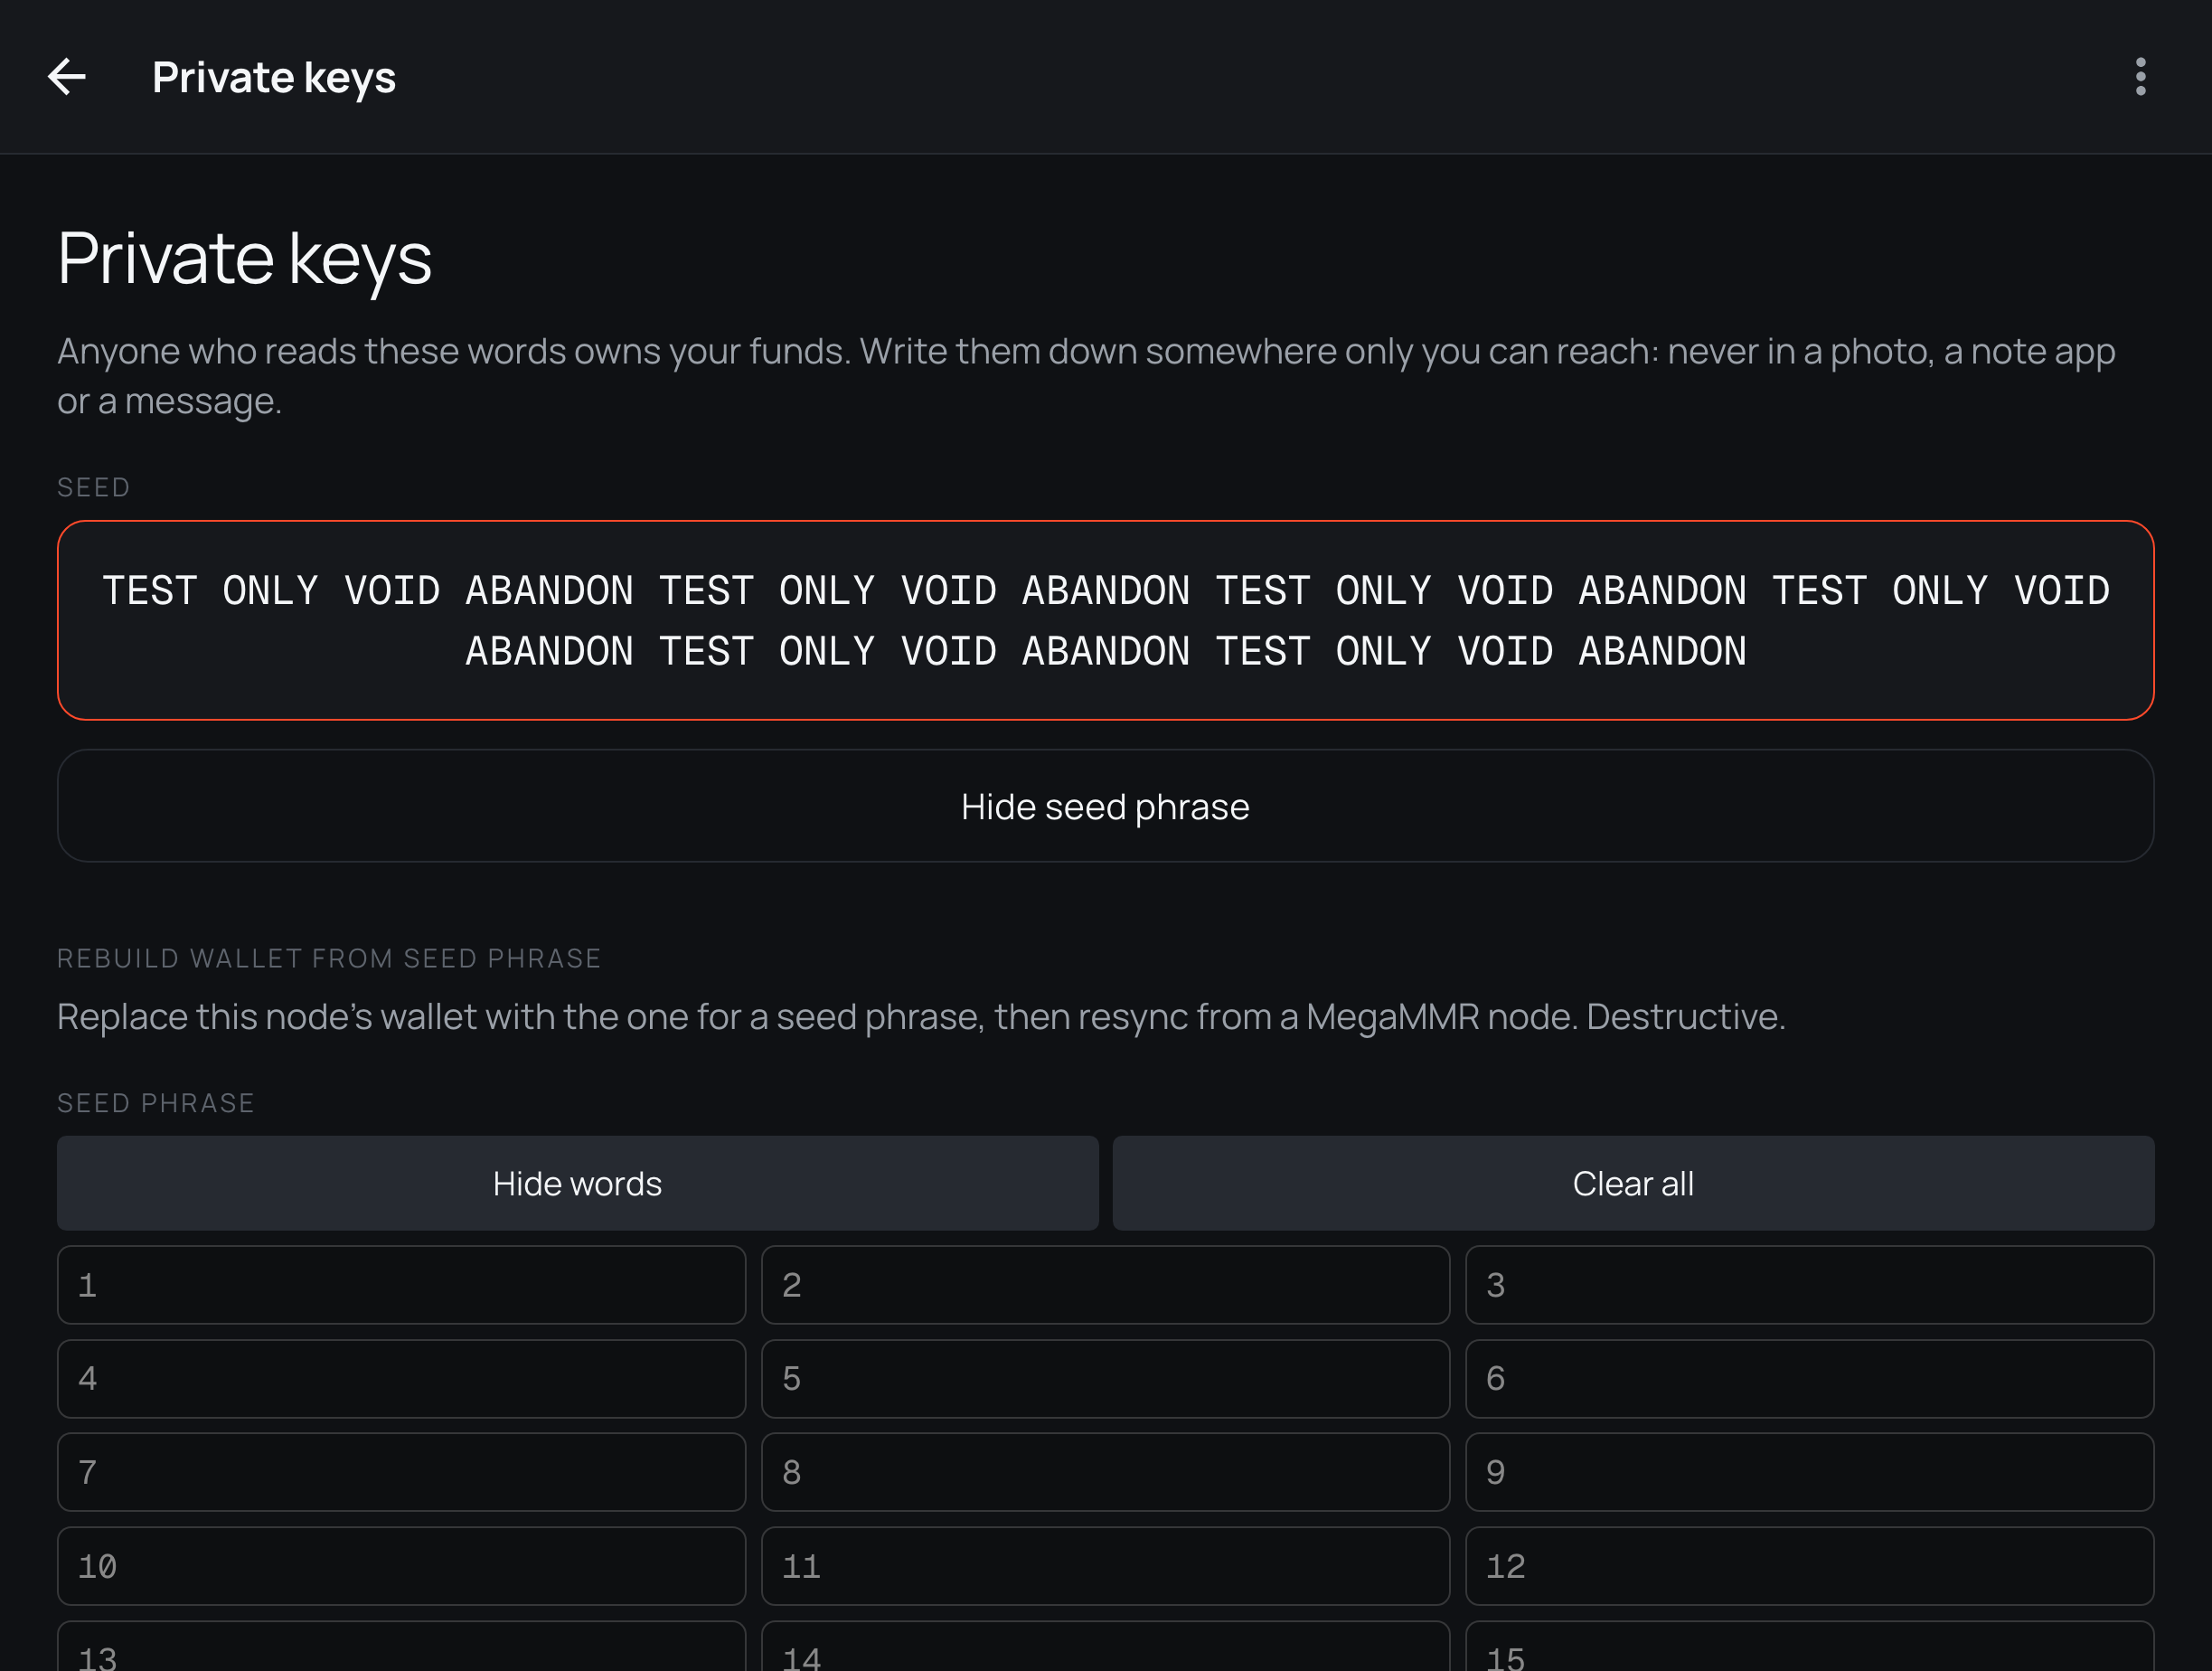 Private keys
Private keys
Anyone who reads these words owns your funds. Write them down somewhere only you can reach: never in a photo, a note app
or a message.
SEED
TEST ONLY VOID ABANDON TEST ONLY VOID ABANDON TEST ONLY VOID ABANDON TEST ONLY VOID
ABANDON TEST ONLY VOID ABANDON TEST ONLY VOID ABANDON
Hide seed phrase
REBUILD WALLET FROM SEED PHRASE
Replace this node’s wallet with the one for a seed phrase, then resync from a MegaMMR node. Destructive.
SEED PHRASE
Hide words Clear all
1 2 3
4 5 6
7 8 9
10 11 12
13 14 15